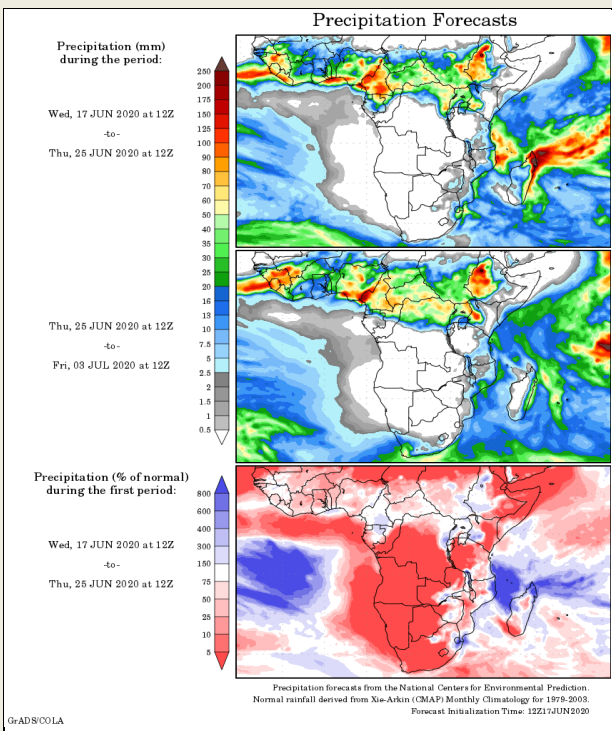 Precipitation Forecasts
Precipitation (mm)
during the period:
Wed, 17 JUN 2020 at 12Z
-to-
Thu, 25 JUN 2020 at 12Z
250
200
175
150
125
100
90
80
70
60
50
40
35
30
25
20
16
13
10
7.5
5
2.5
2
1.5
1
0.5
Thu, 25 JUN 2020 at 12Z
-to-
Fri, 03 JUL 2020 at 12Z
Precipitation (% of normal)
during the first period:
Wed, 17 JUN 2020 at 12Z
-to-
Thu, 25 JUN 2020 at 12Z
800
600
400
300
150
75
50
25
10
5
Precipitation forecasts from the National Centers for Environmental Prediction.
Normal rainfall derived from Xie-Arkin (CMAP) Monthly Climatology for 1979-2003.
Forecast Initialization Time: 12Z17JUN2020
GrADS/COLA